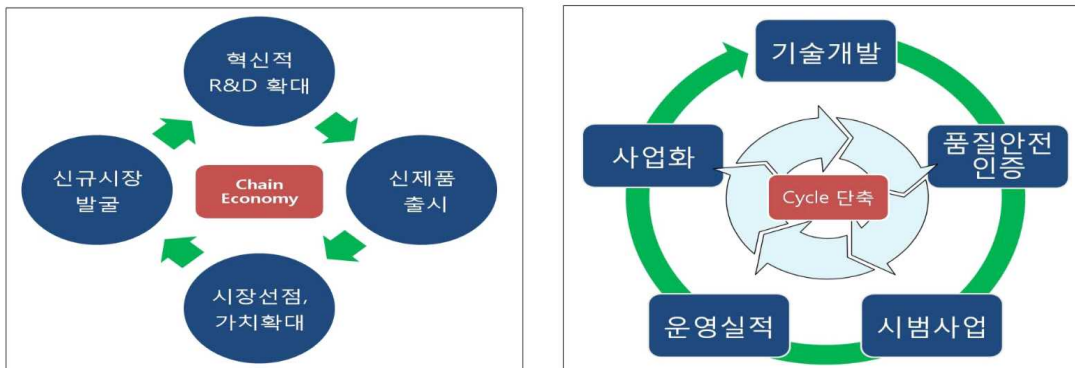 혁신적
R&D 확대
신제품
출시
시장선점,
가치확대
신규시장
발굴
Chain
Economy
기술개발
품질안전
인증
시범사업
운영실적
사업화
Cycle 단축